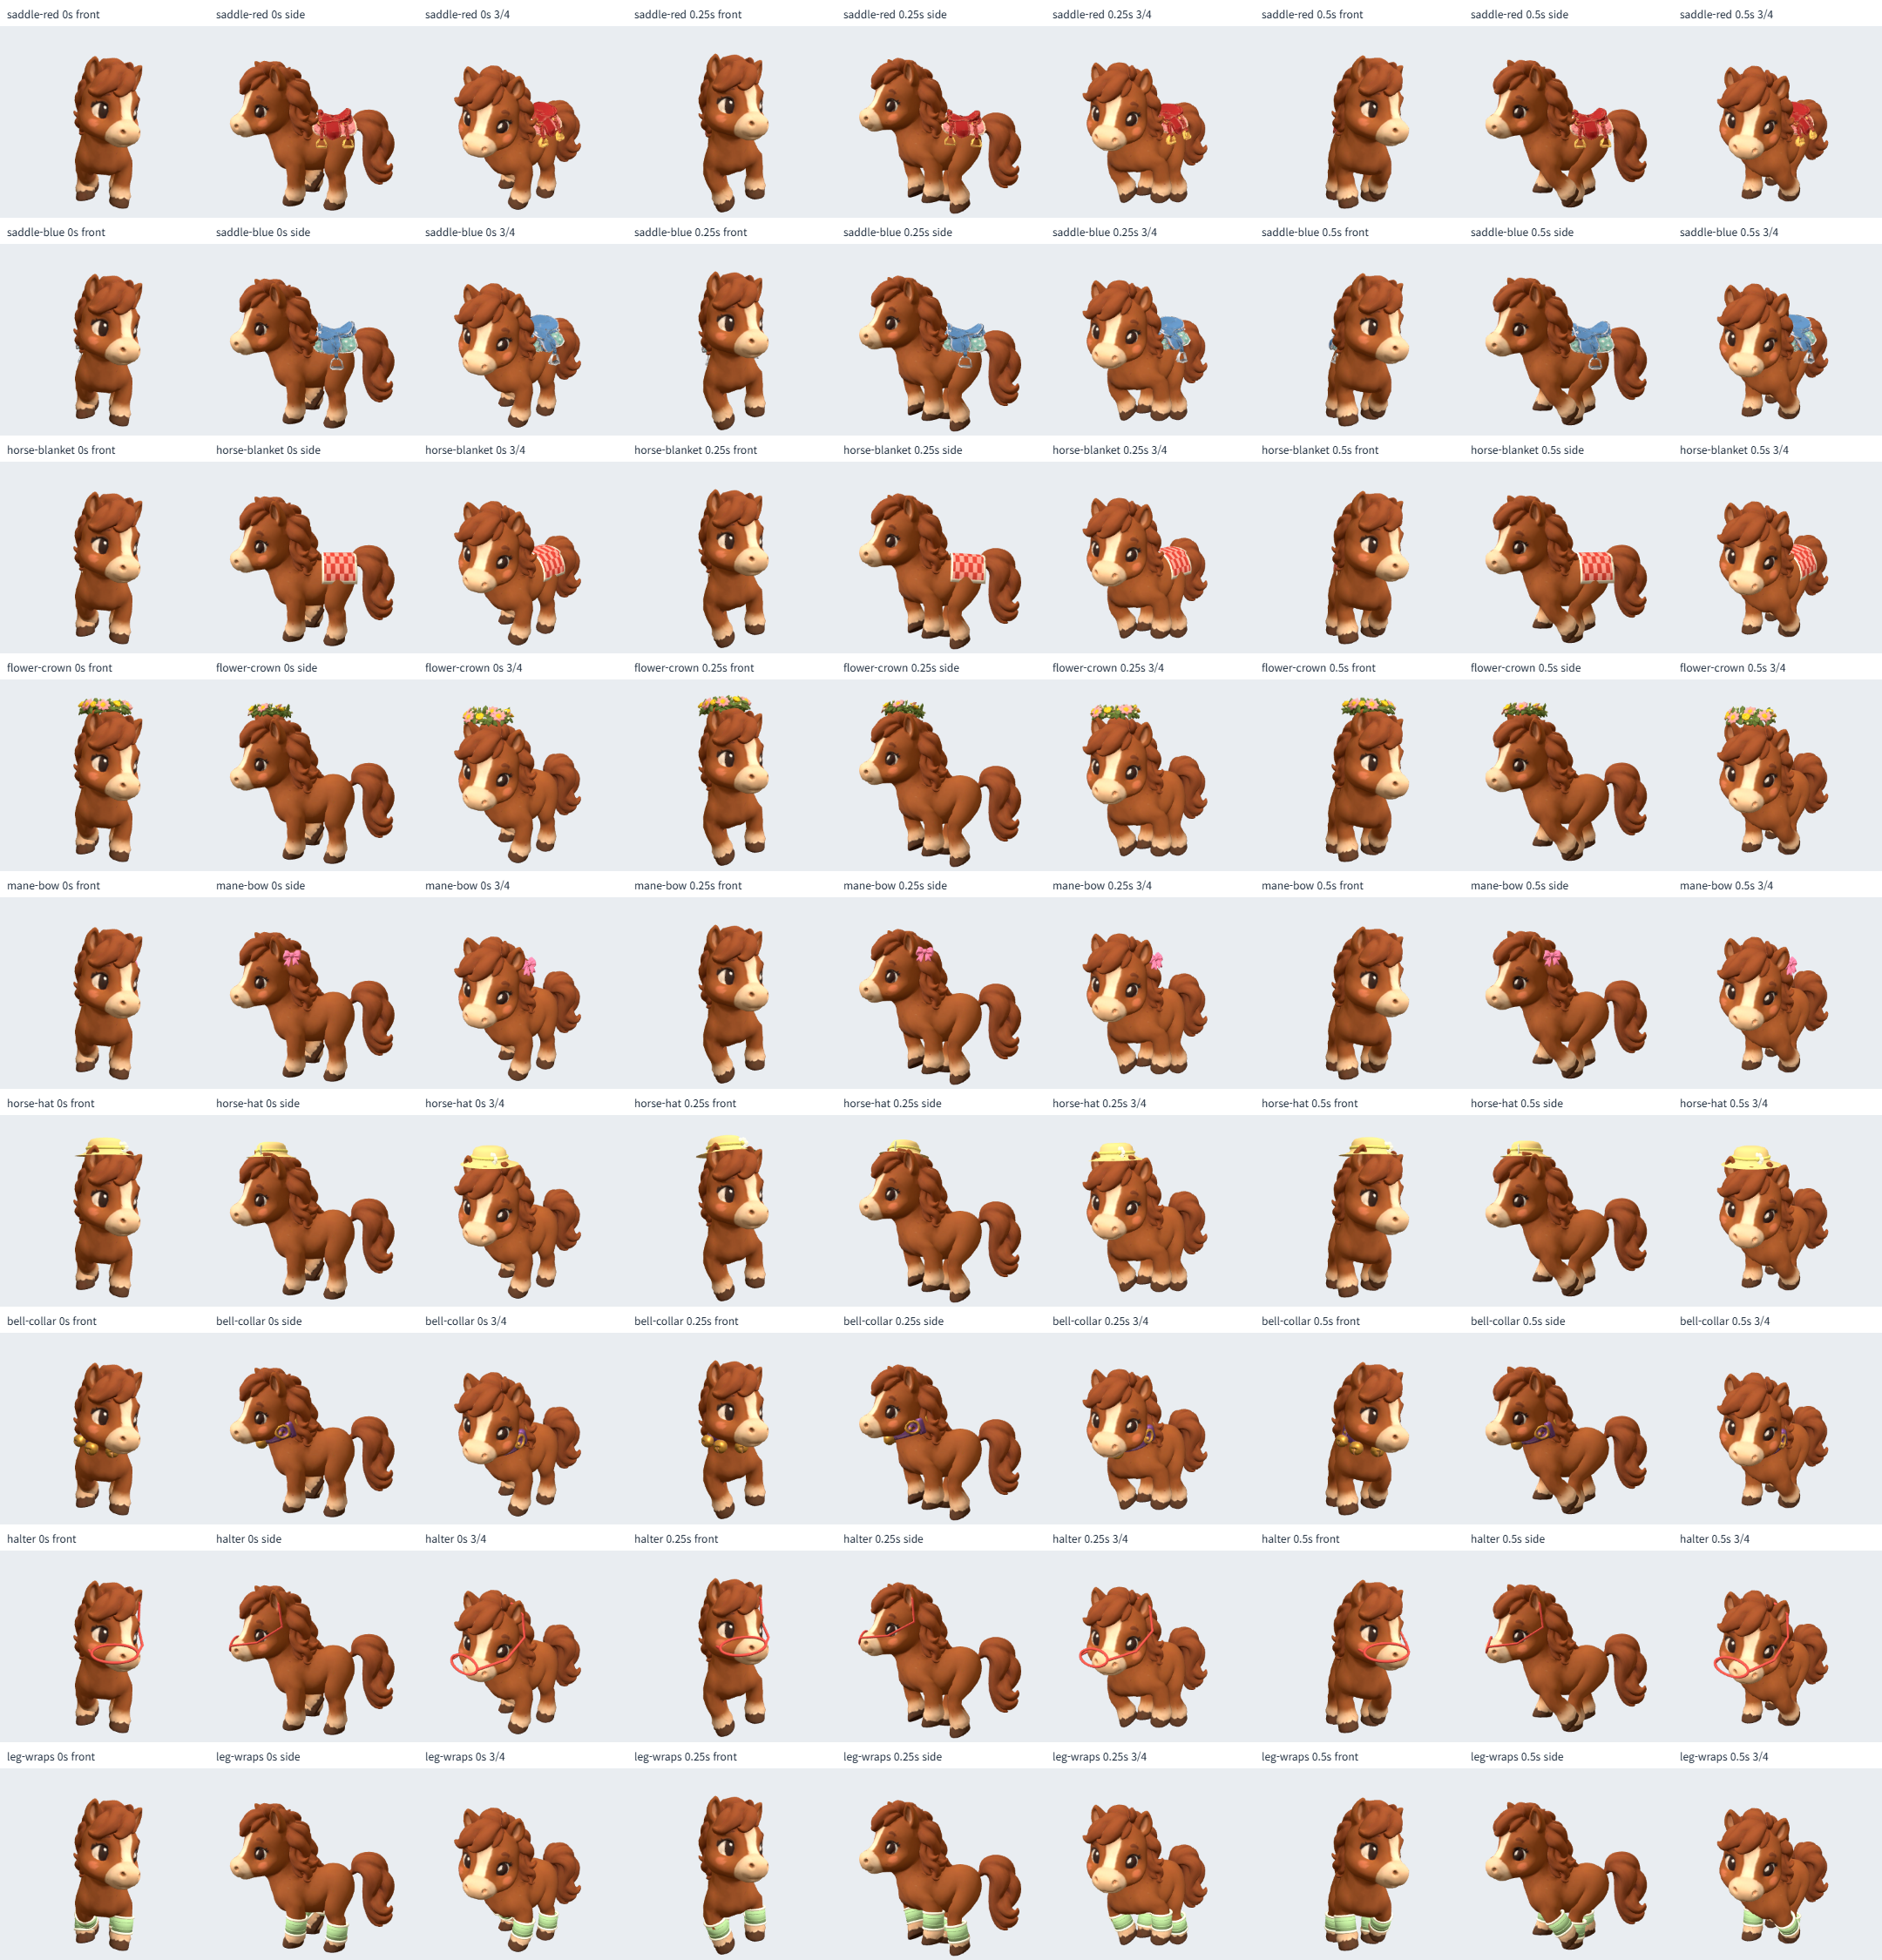 saddle-red 0s front saddle-red 0s side saddle-red 0s 3/4 saddle-red 0.25s front saddle-red 0.25s side saddle-red 0.25s 3/4 saddle-red 0.5s front saddle-red 0.5s side saddle-red 0.5s 3/4
saddle-blue 0s front saddle-blue 0s side saddle-blue 0s 3/4 saddle-blue 0.25s front saddle-blue 0.25s side saddle-blue 0.25s 3/4 saddle-blue 0.5s front saddle-blue 0.5s side saddle-blue 0.5s 3/4
horse-blanket 0s front horse-blanket 0s side horse-blanket 0s 3/4 horse-blanket 0.25s front horse-blanket 0.25s side horse-blanket 0.25s 3/4 horse-blanket 0.5s front horse-blanket 0.5s side horse-blanket 0.5s 3/4
flower-crown 0s front flower-crown 0s side flower-crown 0s 3/4 flower-crown 0.25s front flower-crown 0.25s side flower-crown 0.25s 3/4 flower-crown 0.5s front flower-crown 0.5s side flower-crown 0.5s 3/4
mane-bow 0s front mane-bow 0s side mane-bow 0s 3/4 mane-bow 0.25s front mane-bow 0.25s side mane-bow 0.25s 3/4 mane-bow 0.5s front mane-bow 0.5s side mane-bow 0.5s 3/4
horse-hat 0s front horse-hat 0s side horse-hat 0s 3/4 horse-hat 0.25s front horse-hat 0.25s side horse-hat 0.25s 3/4 horse-hat 0.5s front horse-hat 0.5s side horse-hat 0.5s 3/4
bell-collar 0s front bell-collar 0s side bell-collar 0s 3/4 bell-collar 0.25s front bell-collar 0.25s side bell-collar 0.25s 3/4 bell-collar 0.5s front bell-collar 0.5s side bell-collar 0.5s 3/4
halter 0s front halter 0s side halter 0s 3/4 halter 0.25s front halter 0.25s side halter 0.25s 3/4 halter 0.5s front halter 0.5s side halter 0.5s 3/4
leg-wraps 0s front leg-wraps 0s side leg-wraps 0s 3/4 leg-wraps 0.25s front leg-wraps 0.25s side leg-wraps 0.25s 3/4 leg-wraps 0.5s front leg-wraps 0.5s side leg-wraps 0.5s 3/4